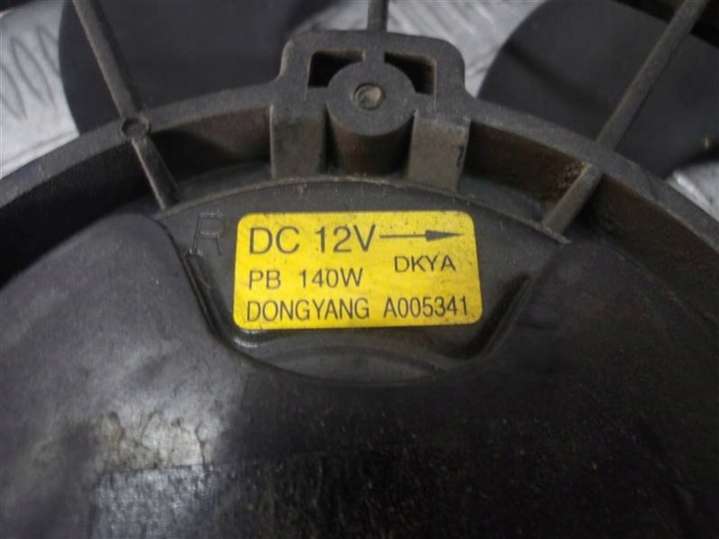 R
DC 12V
PB 140W DKYA
DONGYANG A005341